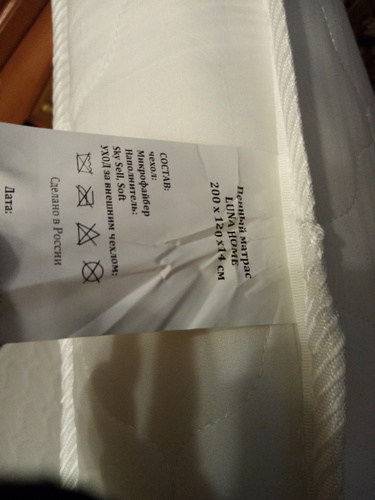 Пенный матрас
LUNA HOME
200 x 120 x14 см
СОСТАВ:
чехол:
Микрофайбер
Наполнитель:
Sky Sell, Soft
УХОД за внешним чехлом:
Сделано в России
Дата: